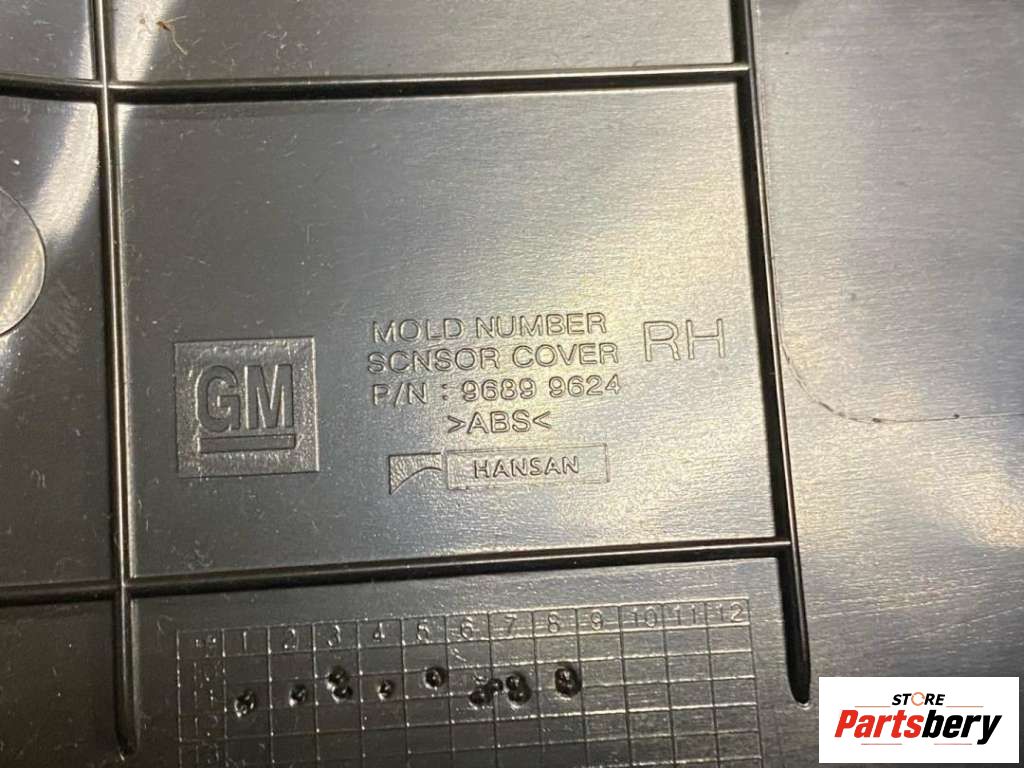 MOLD NUMBER
SCNSOR COVER RH
P/N : 9689 9624
>ABS<
GM
HANSAN
1 2 3 4 5 6 7 8 9 10 11 12
STORE
Partsbery